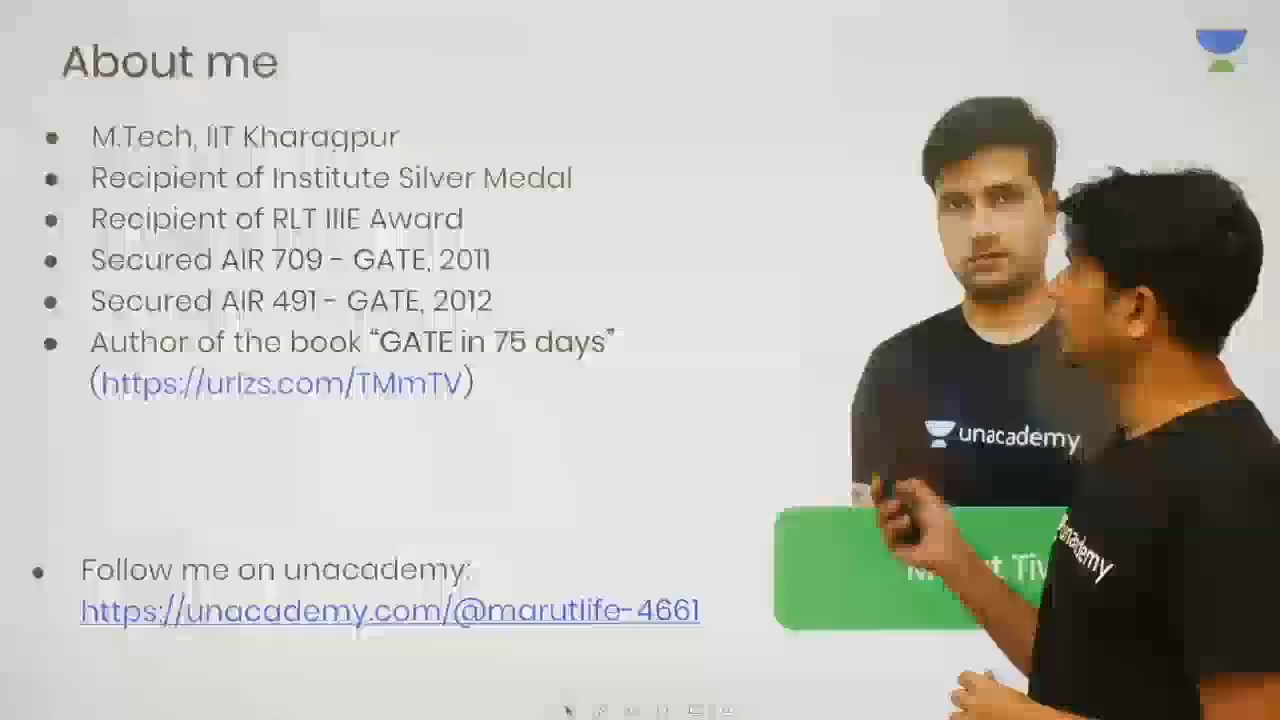 About me
• M.Tech, IIT Kharagpur
• Recipient of Institute Silver Medal
• Recipient of RLT IIIE Award
• Secured AIR 709 - GATE, 2011
• Secured AIR 491 - GATE, 2012
• Author of the book “GATE in 75 days”
(https://urlzs.com/TMmTV)
unacademy
unacademy
• Follow me on unacademy:
https://unacademy.com/@marutlife-4661